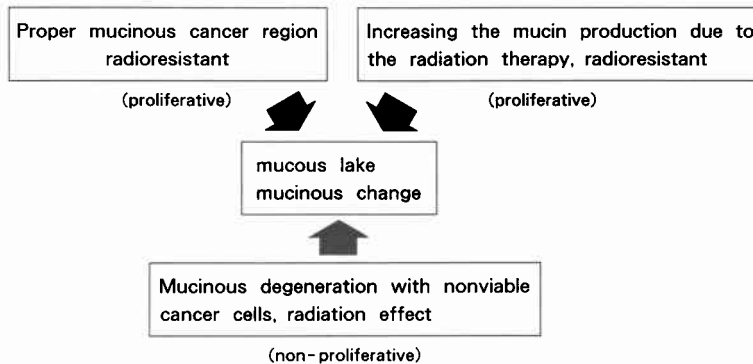 Proper mucinous cancer region
radioresistant
(proliferative)
Increasing the mucin production due to
the radiation therapy, radioresistant
(proliferative)
mucous lake
mucinous change
Mucinous degeneration with nonviable
cancer cells, radiation effect
(non-proliferative)